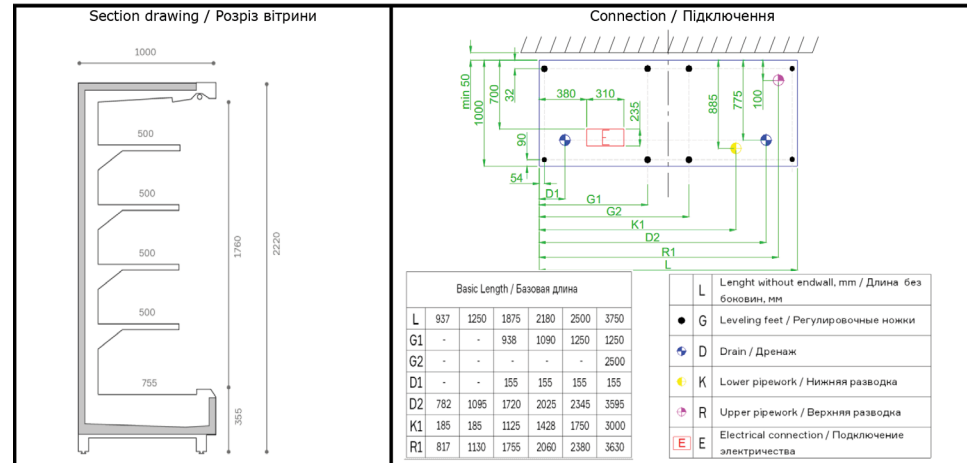 Section drawing / Розріз вітрини
Connection / Підключення
1000
500
500
500
500
755
1760
2220
355
min 50
1000
700
32
90
380
310
235
E
885
775
100
54
D1
G1
G2
K1
D2
R1
L
Basic Length / Базовая длина
L 937 1250 1875 2180 2500 3750
G1 - - 938 1090 1250 1250
G2 - - - - - 2500
D1 - - 155 155 155 155
D2 782 1095 1720 2025 2345 3595
K1 185 185 1125 1428 1750 3000
R1 817 1130 1755 2060 2380 3630
L Lenght without endwall, mm / Длина без
боковин, мм
G Leveling feet / Регулировочные ножки
D Drain / Дренаж
K Lower pipework / Нижняя разводка
R Upper pipework / Верхняя разводка
E E Electrical connection / Подключение
электричества